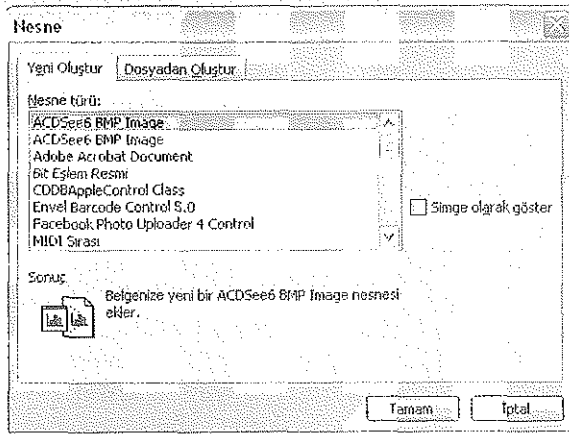 Nesne
Yeni Oluştur Dosyadan Oluştur
Nesne türü:
ACDSee6 BMP Image
ACDSee6 BMP Image
Adobe Acrobat Document
Bit Eşlem Resmi
CDDBAppleControl Class
Envel Barcode Control 5.0
Facebook Photo Uploader 4 Control
MIDI Sırası
Simge olarak göster
Sonuç
Belgenize yeni bir ACDSee6 BMP Image nesnesi
ekler.
Tamam İptal